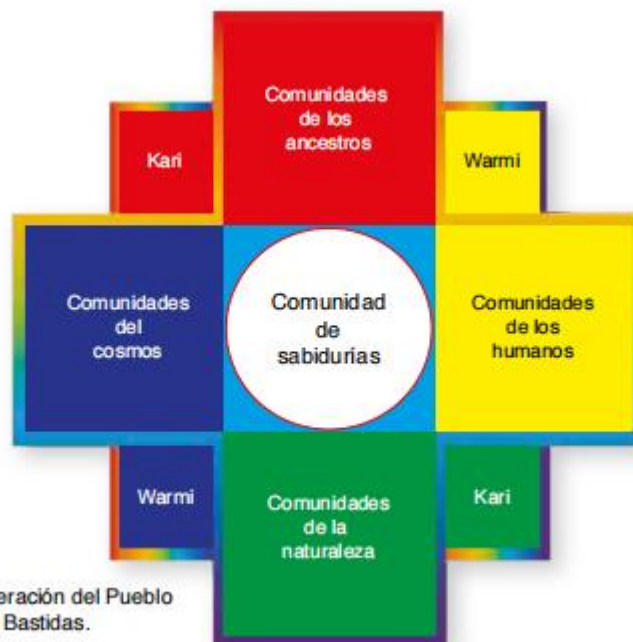 Comunidades
de los
ancestros
Kari
Warmi
Comunidades
del
cosmos
Comunidad
de
sabidurías
Comunidades
de los
humanos
Warmi
Comunidades
de la
naturaleza
Kari
eración del Pueblo
Bastidas.